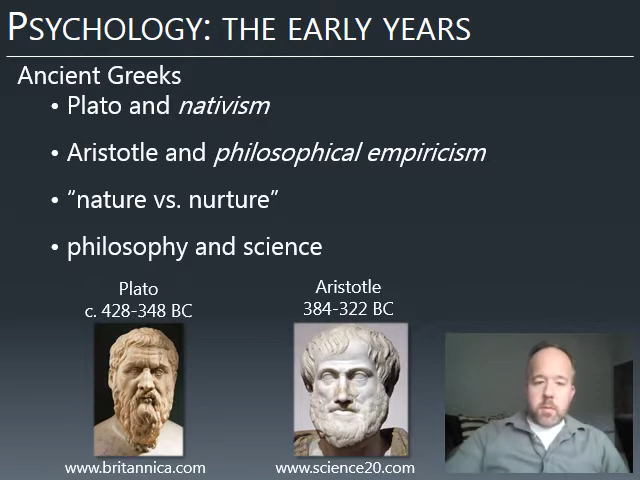 PSYCHOLOGY: THE EARLY YEARS
Ancient Greeks
• Plato and nativism
• Aristotle and philosophical empiricism
• “nature vs. nurture”
• philosophy and science
Plato
c. 428-348 BC
Aristotle
384-322 BC
www.britannica.com
www.science20.com